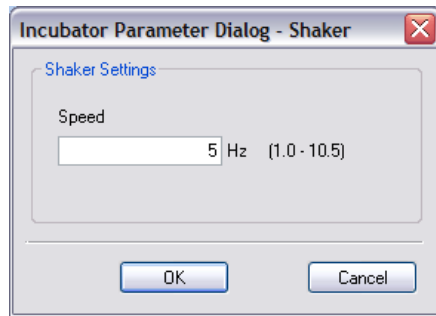 Incubator Parameter Dialog - Shaker
Shaker Settings
Speed
5 Hz (1.0 - 10.5)
OK Cancel